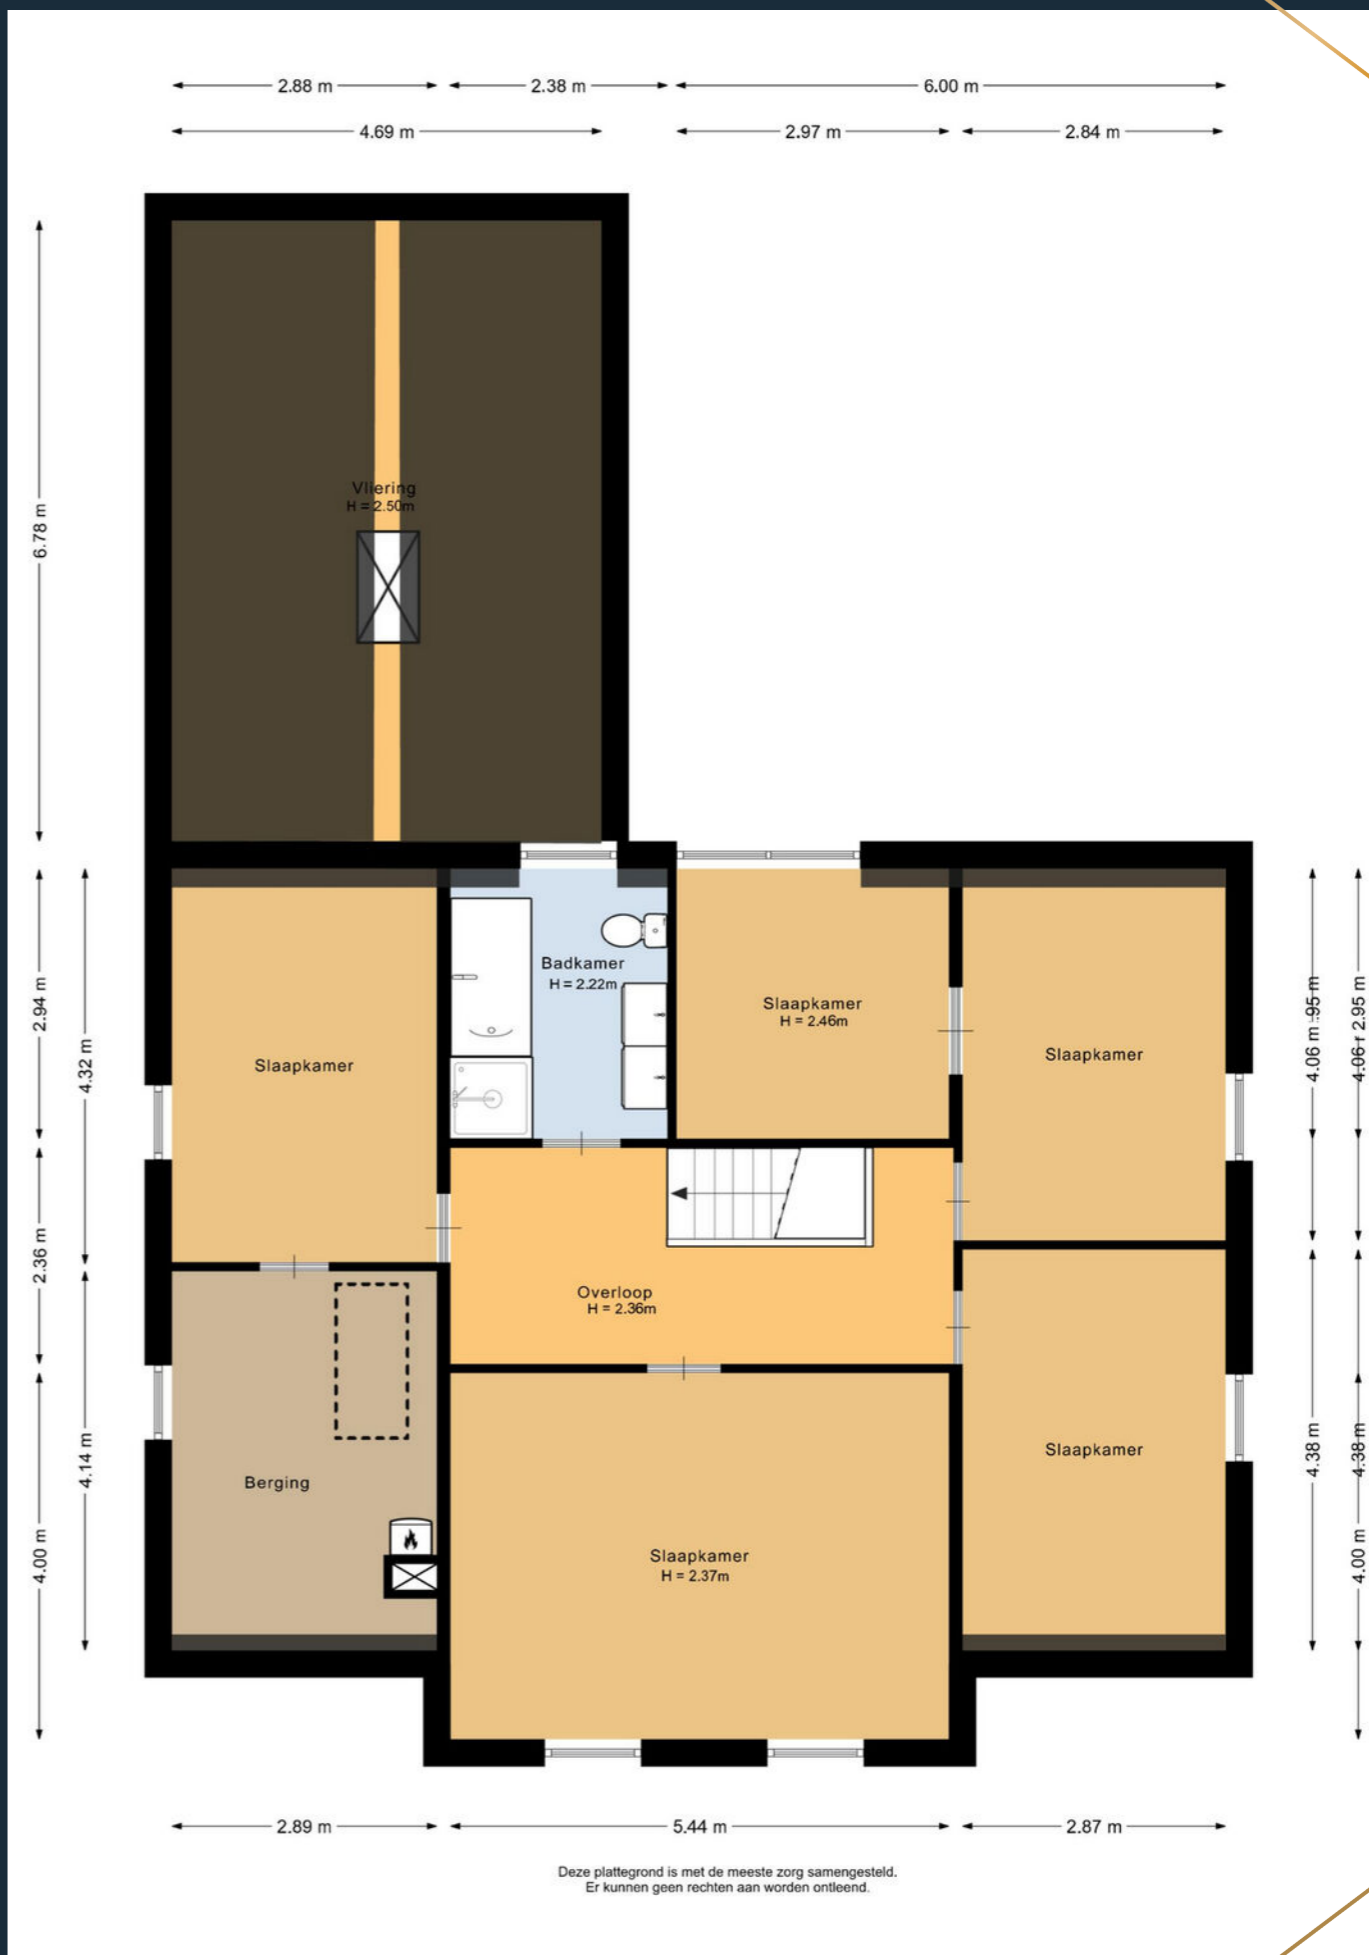 2.88 m
2.38 m
6.00 m
4.69 m
2.97 m
2.84 m
6.78 m
Vliering
H = 2.50m
2.94 m
4.32 m
Badkamer
H = 2.22m
Slaapkamer
H = 2.46m
Slaapkamer
Slaapkamer
4.06 m
.95 m
4.06
2.95 m
2.36 m
Overloop
H = 2.36m
4.14 m
4.00 m
Berging
Slaapkamer
H = 2.37m
Slaapkamer
4.38 m
4.38 m
4.00 m
2.89 m
5.44 m
2.87 m
Deze plattegrond is met de meeste zorg samengesteld.
Er kunnen geen rechten aan worden ontleend.